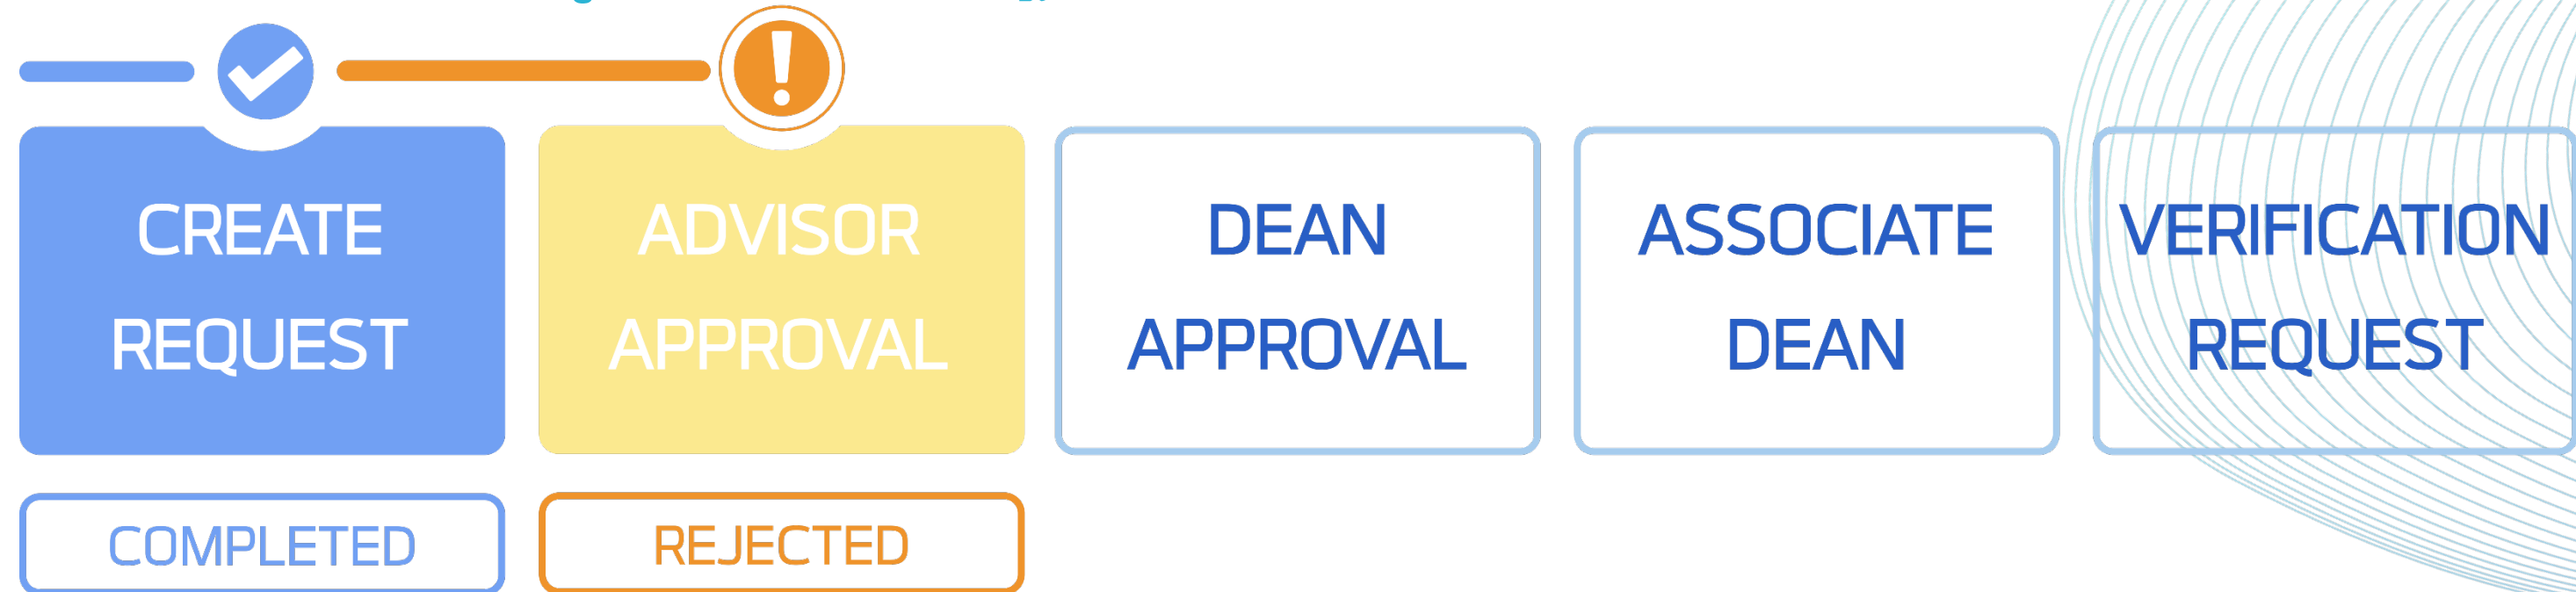 CREATE
REQUEST
ADVISOR
APPROVAL
DEAN
APPROVAL
ASSOCIATE
DEAN
VERIFICATION
REQUEST
COMPLETED
REJECTED